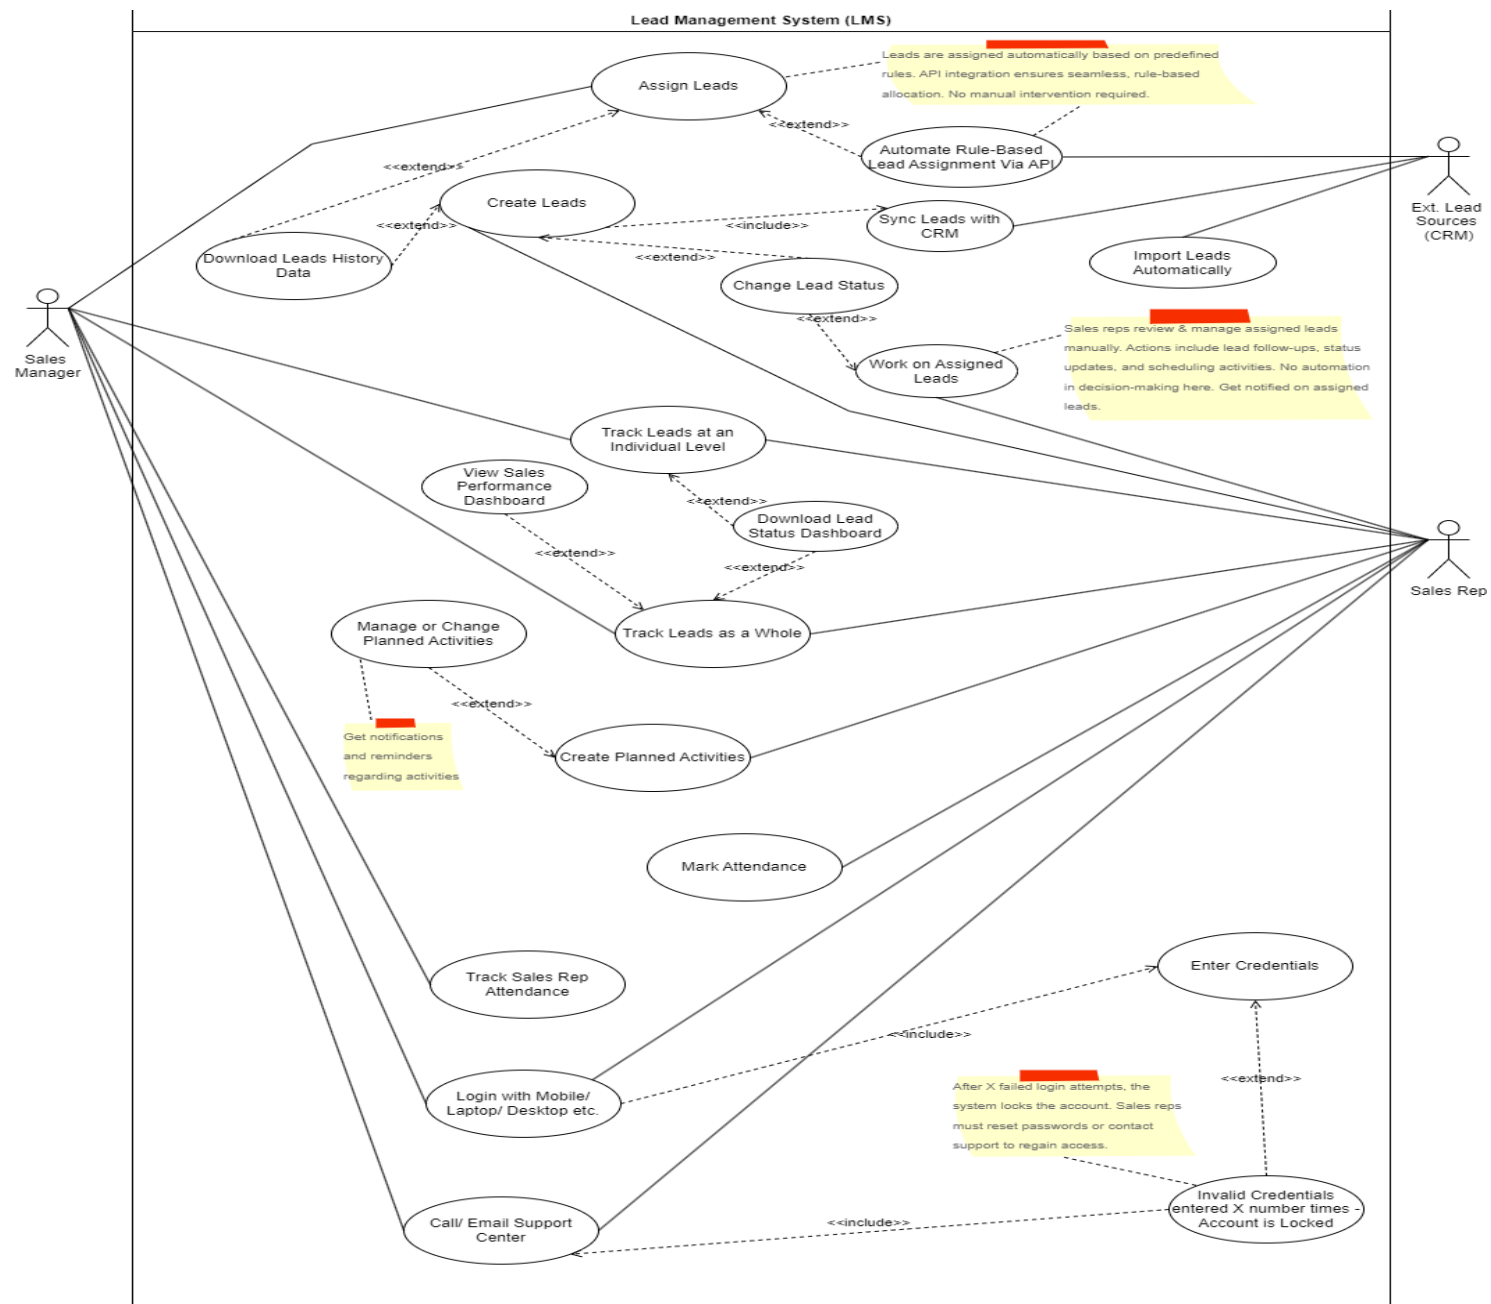 Lead Management System (LMS)
Assign Leads
Leads are assigned automatically based on predefined
rules. API integration ensures seamless, rule-based
allocation. No manual intervention required.
<<extend>>
Automate Rule-Based
Lead Assignment Via API
<<extend>>
Create Leads
<<extend>>
<<include>>
Sync Leads with
CRM
Ext. Lead
Sources
(CRM)
Download Leads History
Data
<<extend>>
Import Leads
Automatically
Change Lead Status
<<extend>>
Sales
Manager
Work on Assigned
Leads
Sales reps review & manage assigned leads
manually. Actions include lead follow-ups, status
updates, and scheduling activities. No automation
in decision-making here. Get notified on assigned
leads.
Track Leads at an
Individual Level
View Sales
Performance
Dashboard
<<extend>>
Download Lead
Status Dashboard
<<extend>>
<<extend>>
Sales Rep
Manage or Change
Planned Activities
Track Leads as a Whole
<<extend>>
Get notifications
and reminders
regarding activities
Create Planned Activities
Mark Attendance
Track Sales Rep
Attendance
Enter Credentials
<<include>>
<<extend>>
Login with Mobile/
Laptop/ Desktop etc.
After X failed login attempts, the
system locks the account. Sales reps
must reset passwords or contact
support to regain access.
Call/ Email Support
Center
<<include>>
Invalid Credentials
entered X number times -
Account is Locked